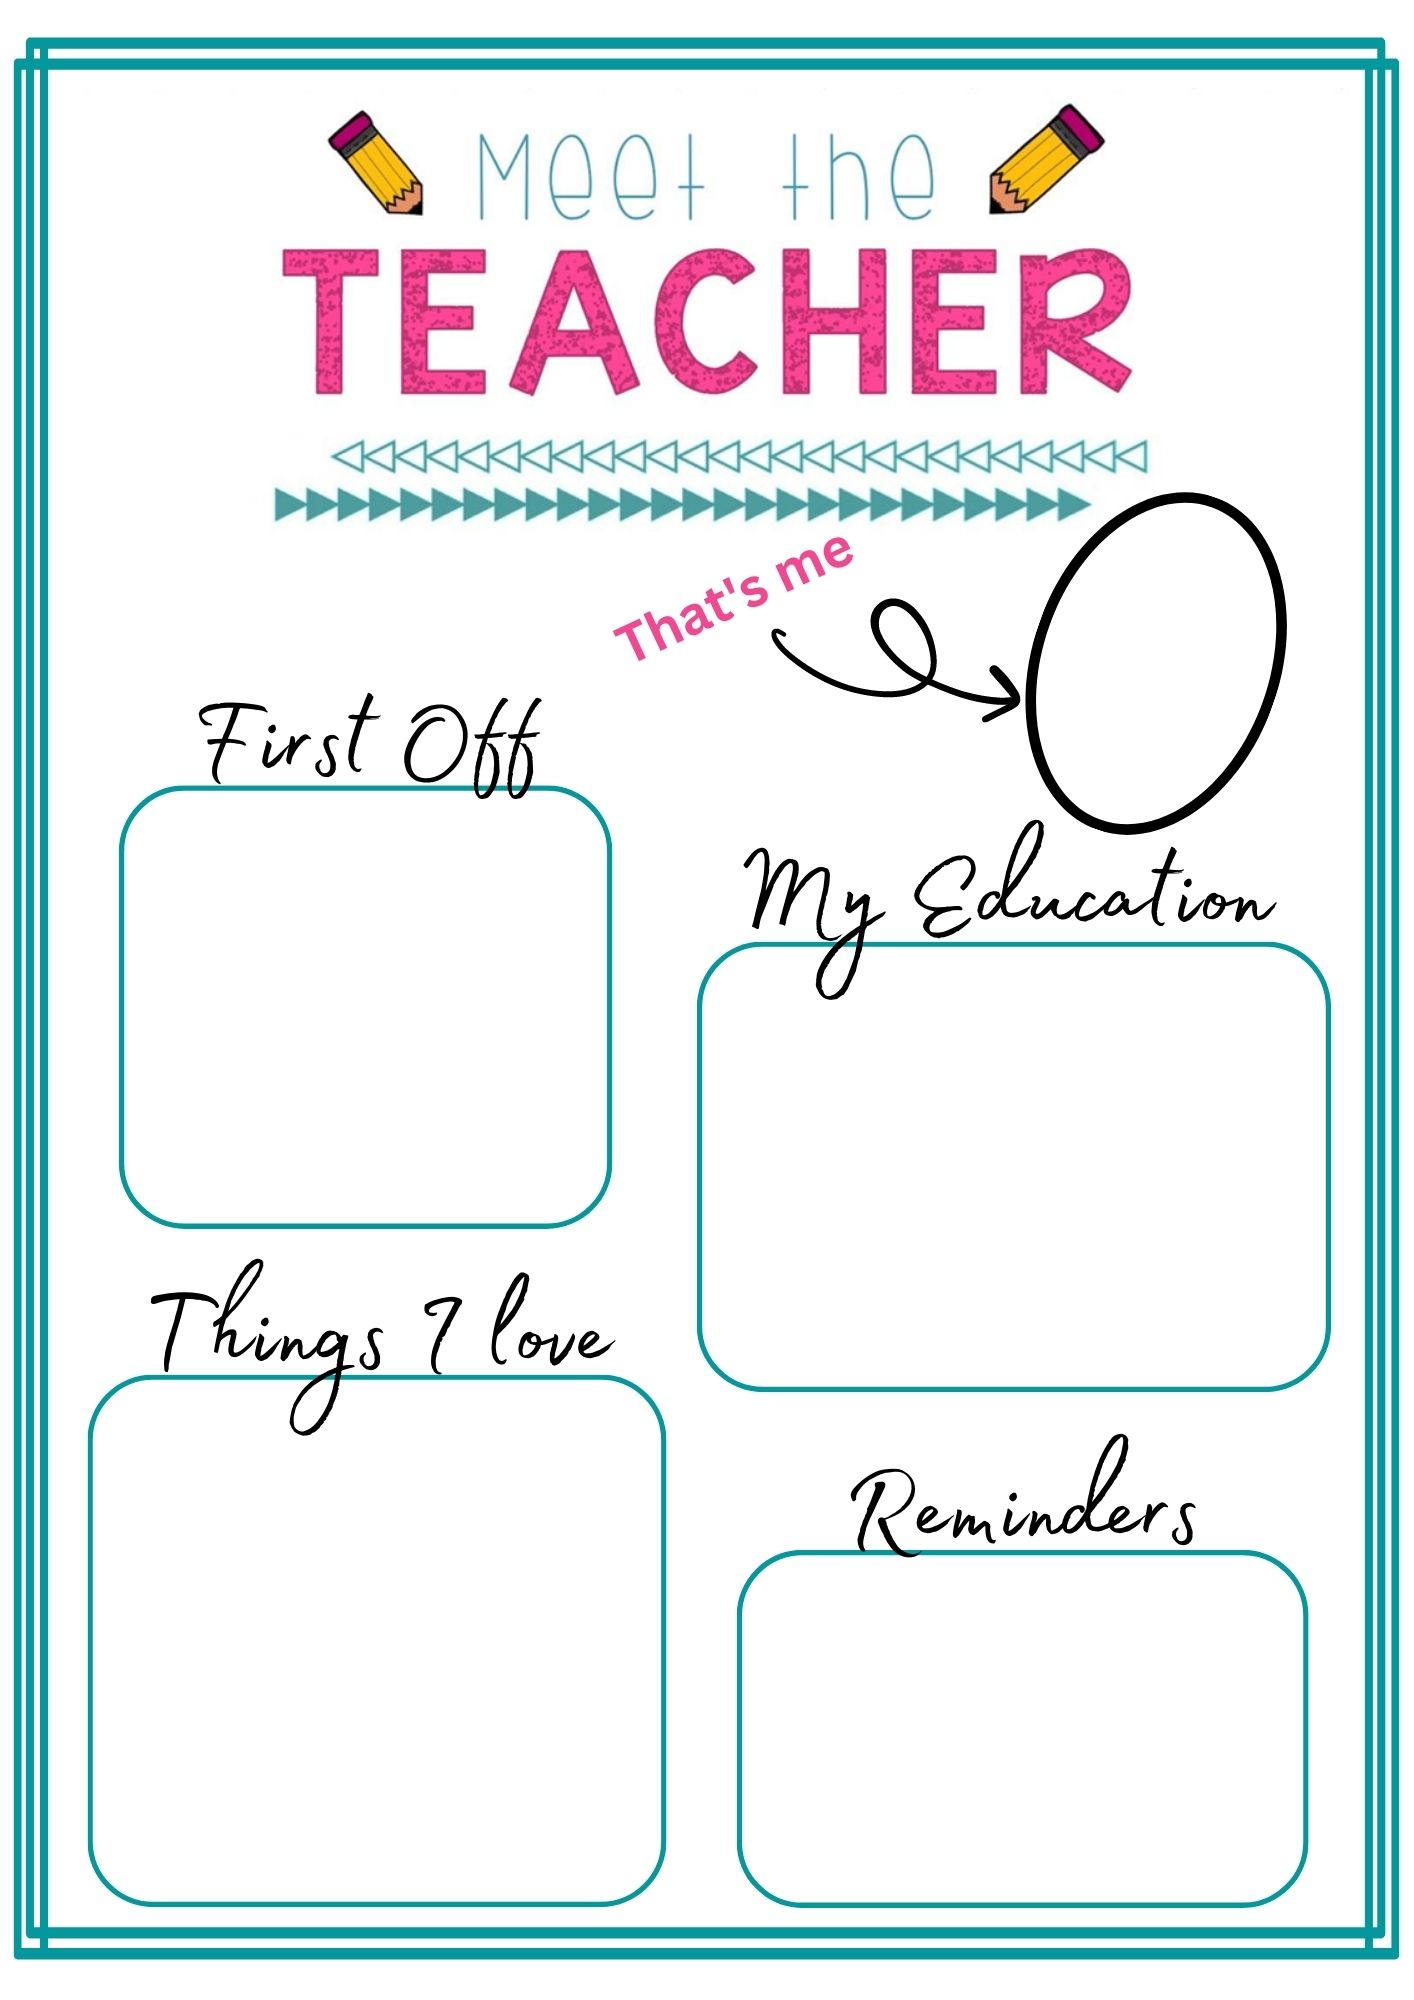 Meet the
TEACHER
That's me
First Off
My Education
Things I love
Reminders